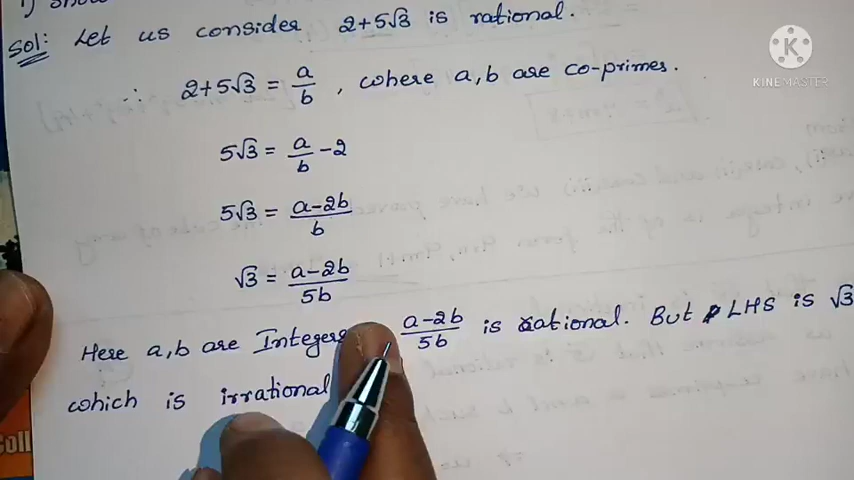 Sol: Let us consider 2+5√3 is rational.
∴ 2+5√3 = a/b , where a,b are co-primes.
5√3 = a/b - 2
5√3 = a-2b/b
√3 = a-2b/5b
Here a,b are Integers a-2b/5b is rational. But LHS is √3
which is irrational
KINEMASTER
Coll